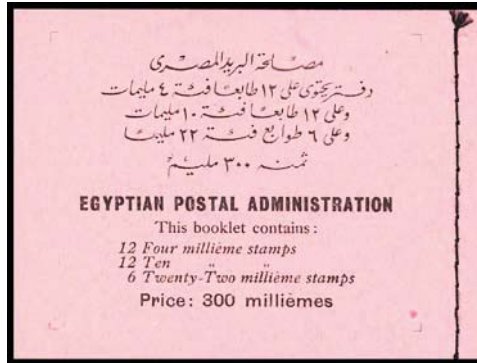 مصلحة البريد المصرى
دفتر يحتوى على ١٢ طابعا فئة ٤ مليمات
وعلى ١٢ طابعا فئة ١٠ مليمات
وعلى ٦ طوابع فئة ٢٢ مليما
ثمنه ٣٠٠ مليم
EGYPTIAN POSTAL ADMINISTRATION
This booklet contains:
12 Four millième stamps
12 Ten „ „
6 Twenty-Two millième stamps
Price: 300 millièmes